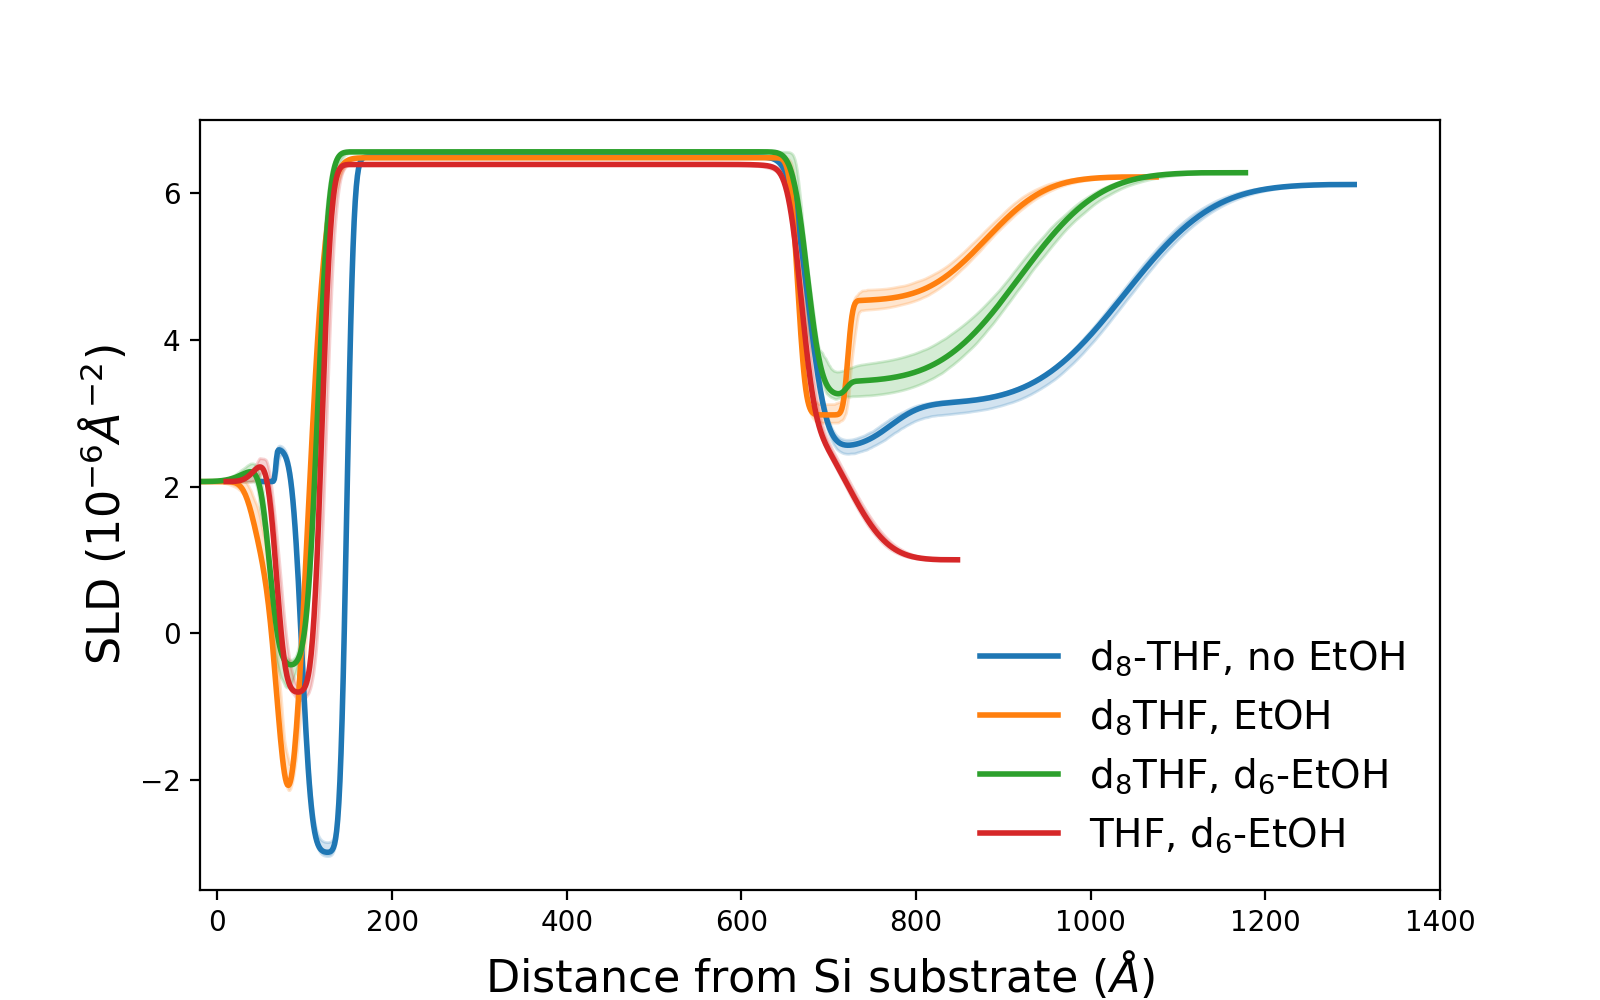 6
4
2
0
−2
SLD (10⁻⁶Å⁻²)
0 200 400 600 800 1000 1200 1400
Distance from Si substrate (Å)
d₈-THF, no EtOH
d₈THF, EtOH
d₈THF, d₆-EtOH
THF, d₆-EtOH